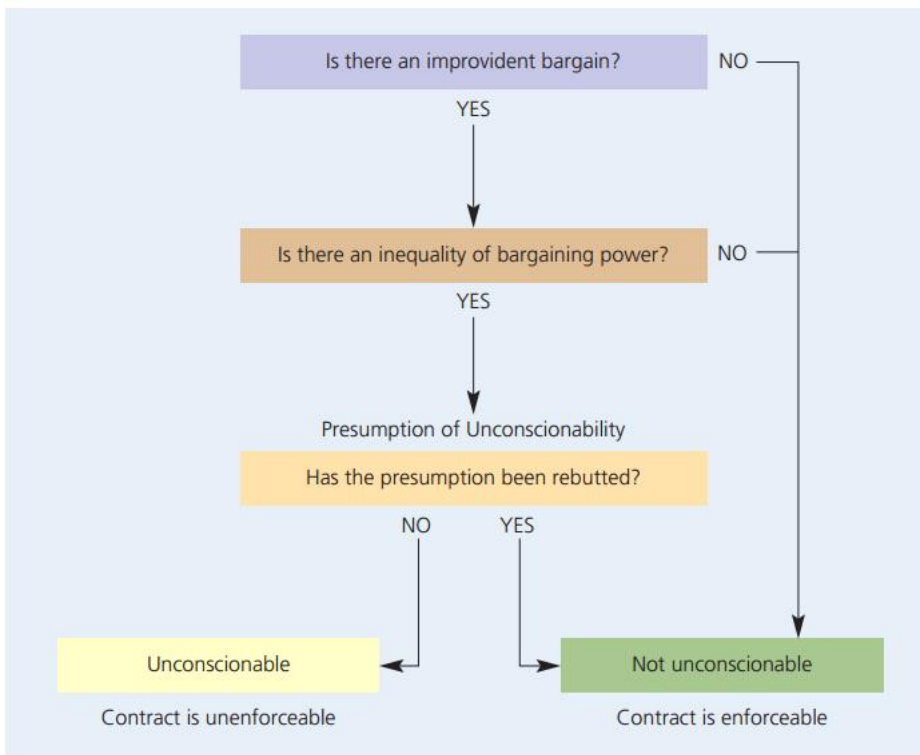 Is there an improvident bargain?
NO
YES
Is there an inequality of bargaining power?
NO
YES
Presumption of Unconscionability
Has the presumption been rebutted?
NO
YES
Unconscionable
Not unconscionable
Contract is unenforceable
Contract is enforceable